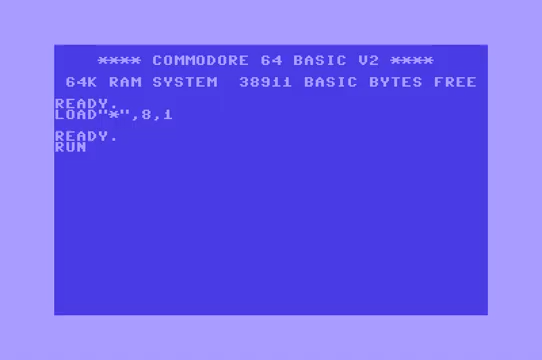 **** COMMODORE 64 BASIC V2 ****
64K RAM SYSTEM  38911 BASIC BYTES FREE
READY.
LOAD"*",8,1
READY.
RUN